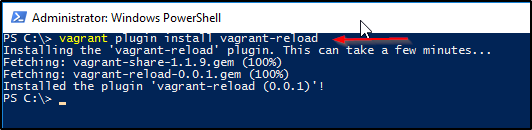 Administrator: Windows PowerShell
PS C:\> vagrant plugin install vagrant-reload
Installing the 'vagrant-reload' plugin. This can take a few minutes...
Fetching: vagrant-share-1.1.9.gem (100%)
Fetching: vagrant-reload-0.0.1.gem (100%)
Installed the plugin 'vagrant-reload (0.0.1)'!
PS C:\> _